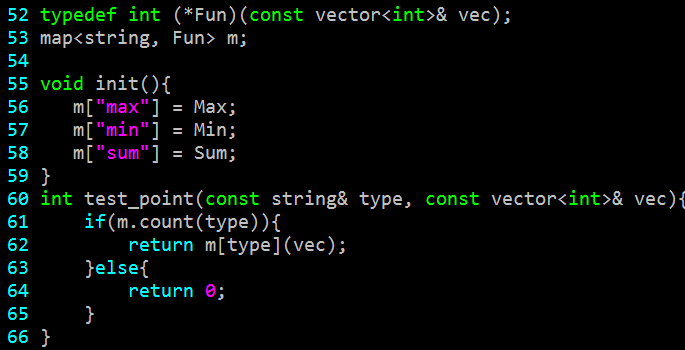 52 typedef int (*Fun)(const vector<int>& vec);
53 map<string, Fun> m;
54
55 void init(){
56    m["max"] = Max;
57    m["min"] = Min;
58    m["sum"] = Sum;
59 }
60 int test_point(const string& type, const vector<int>& vec){
61     if(m.count(type)){
62         return m[type](vec);
63     }else{
64         return 0;
65     }
66 }